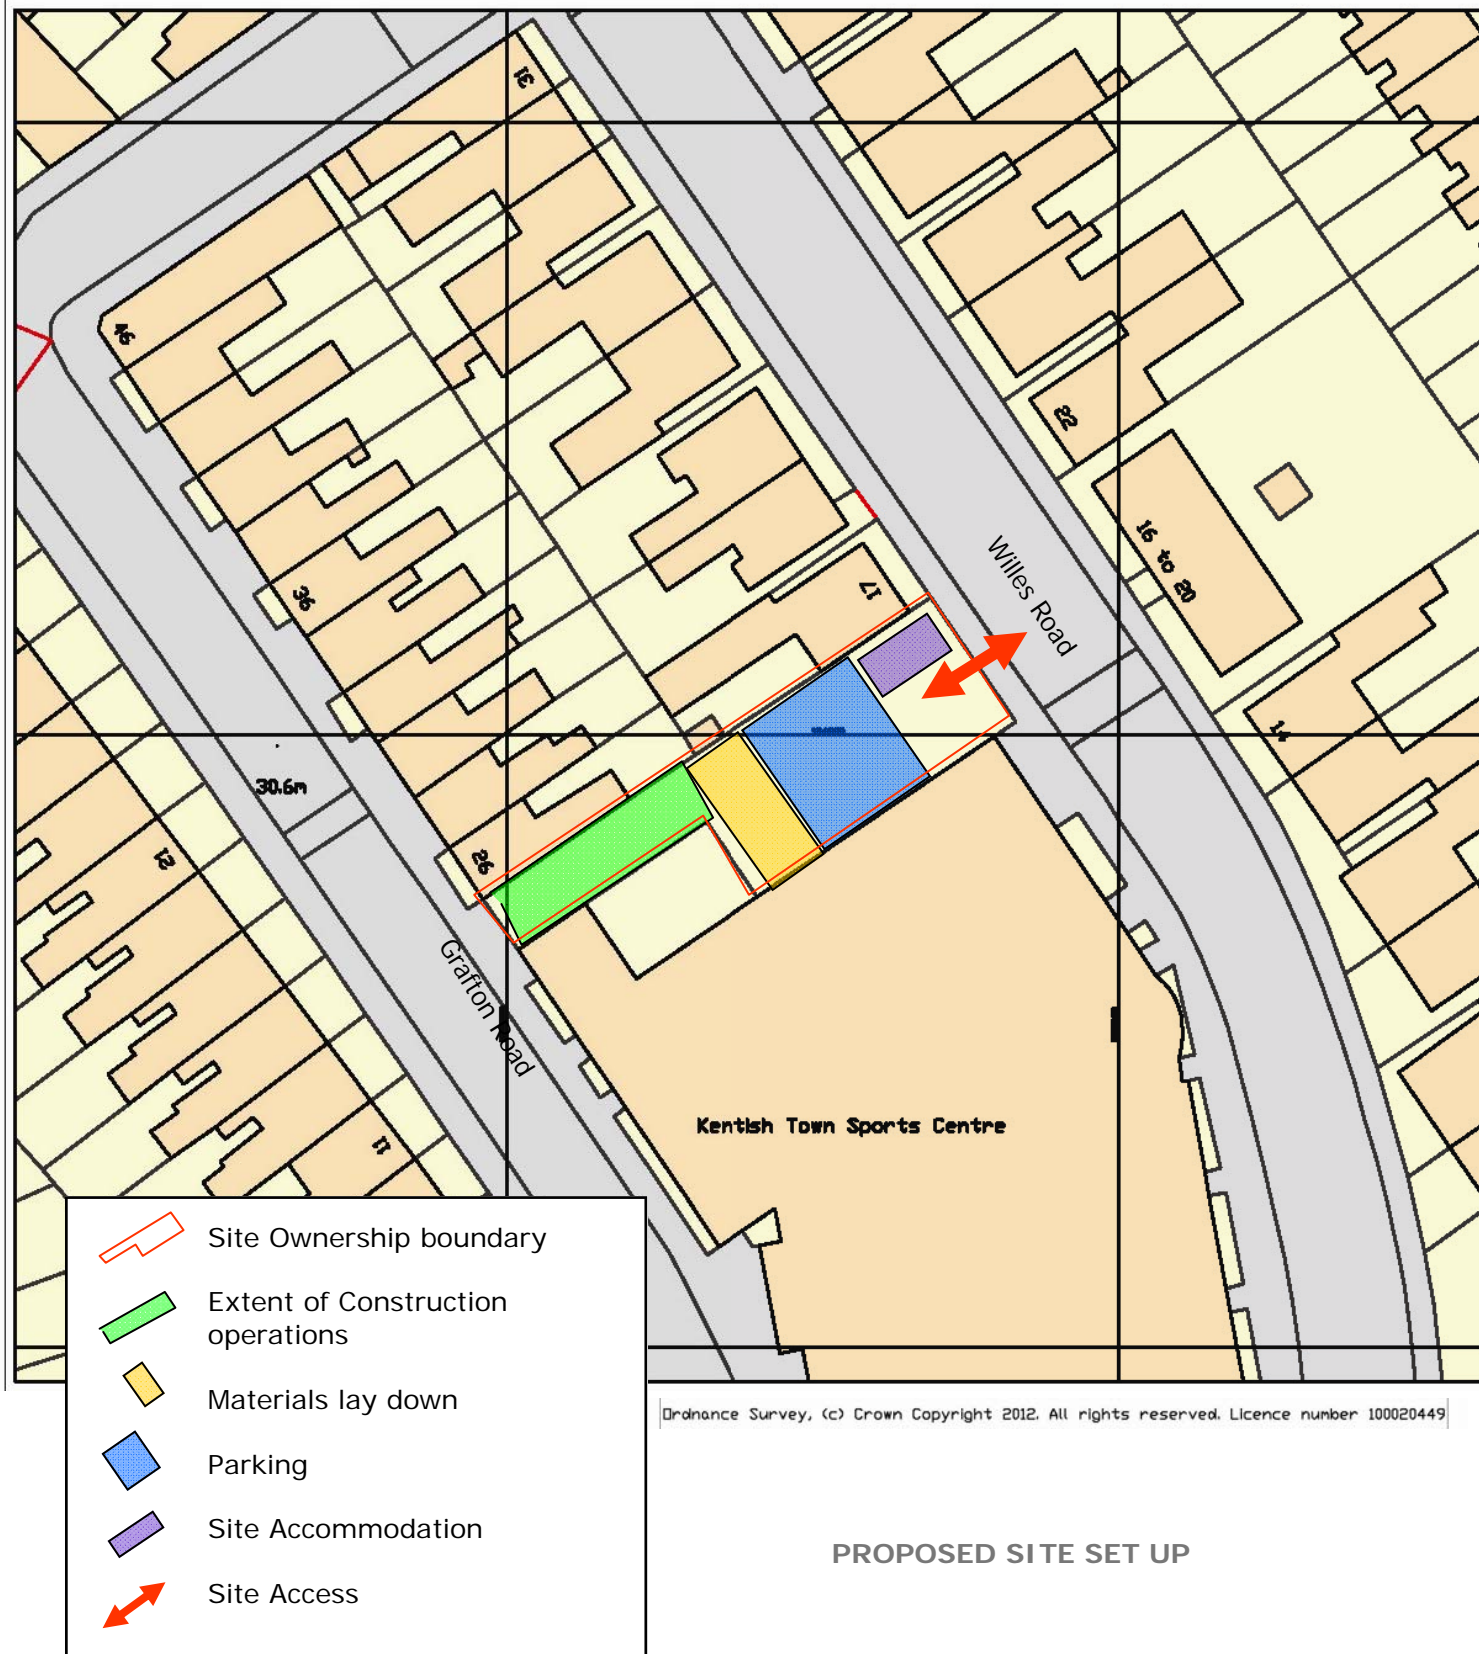 31
46
22
16 to 20
36
17
Willes Road
14
30.6m
21
26
Grafton Road
11
Kentish Town Sports Centre
Site Ownership boundary
Extent of Construction
operations
Materials lay down
Parking
Site Accommodation
Site Access
Ordnance Survey, (c) Crown Copyright 2012. All rights reserved. Licence number 100020449
PROPOSED SITE SET UP